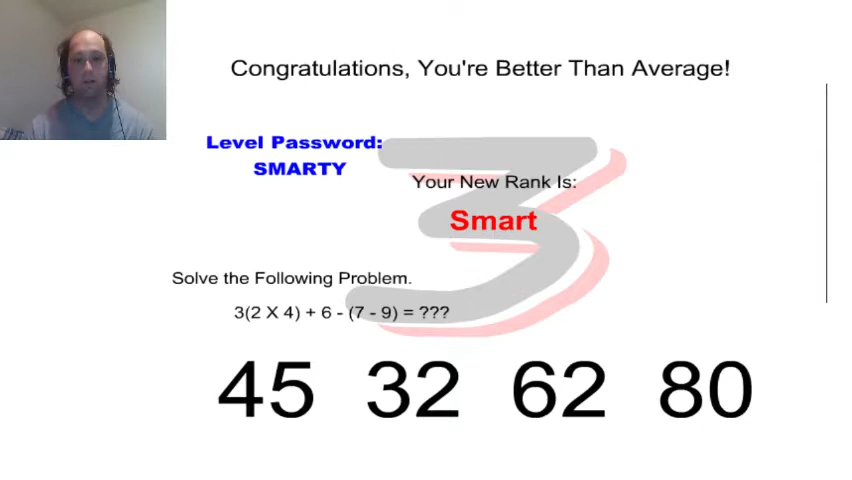 Congratulations, You're Better Than Average!
Level Password:
SMARTY
Your New Rank Is:
Smart
3
Solve the Following Problem.
3(2 X 4) + 6 - (7 - 9) = ???
45 32 62 80